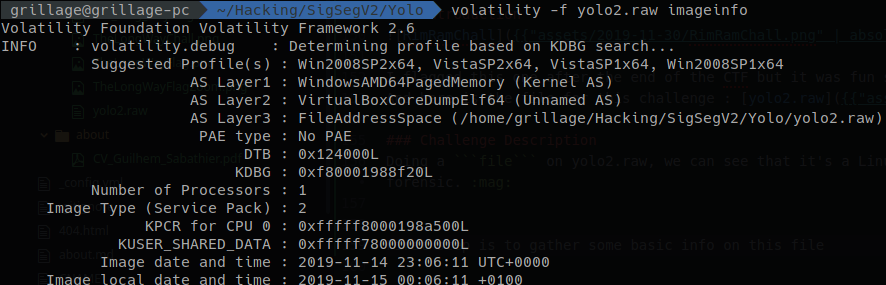 grillage@grillage-pc ~/Hacking/SigSegV2/Yolo volatility -f yolo2.raw imageinfo
Volatility Foundation Volatility Framework 2.6
INFO    : volatility.debug    : Determining profile based on KDBG search...
Suggested Profile(s) : Win2008SP2x64, VistaSP2x64, VistaSP1x64, Win2008SP1x64
AS Layer1 : WindowsAMD64PagedMemory (Kernel AS)
AS Layer2 : VirtualBoxCoreDumpElf64 (Unnamed AS)
AS Layer3 : FileAddressSpace (/home/grillage/Hacking/SigSegV2/Yolo/yolo2.raw)
PAE type : No PAE
DTB : 0x124000L
KDBG : 0xf80001988f20L
Number of Processors : 1
Image Type (Service Pack) : 2
KPCR for CPU 0 : 0xfffff8000198a500L
KUSER_SHARED_DATA : 0xfffff78000000000L
Image date and time : 2019-11-14 23:06:11 UTC+0000
Image local date and time : 2019-11-15 00:06:11 +0100